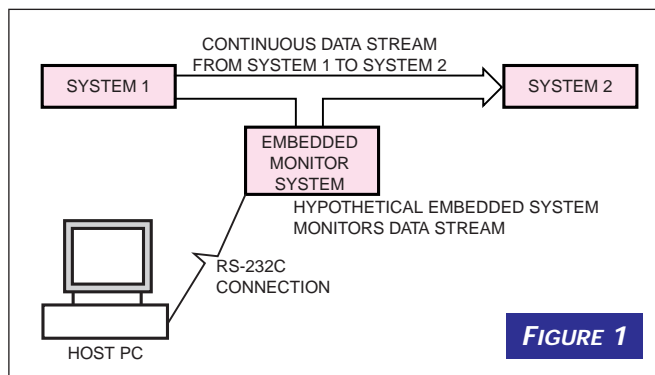 CONTINUOUS DATA STREAM
FROM SYSTEM 1 TO SYSTEM 2
SYSTEM 1
SYSTEM 2
EMBEDDED
MONITOR
SYSTEM
HYPOTHETICAL EMBEDDED SYSTEM
MONITORS DATA STREAM
RS-232C
CONNECTION
HOST PC
FIGURE 1